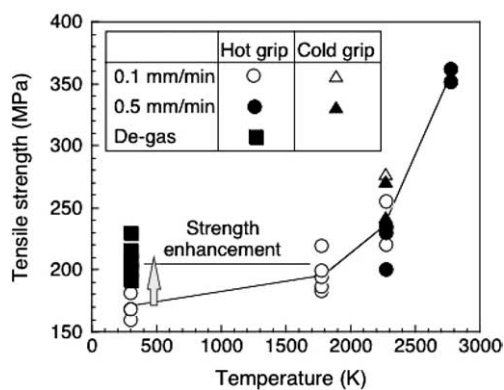 400
350
300
250
200
150
Tensile strength (MPa)
Hot grip Cold grip
0.1 mm/min
0.5 mm/min
De-gas
Strength
enhancement
0 500 1000 1500 2000 2500 3000
Temperature (K)